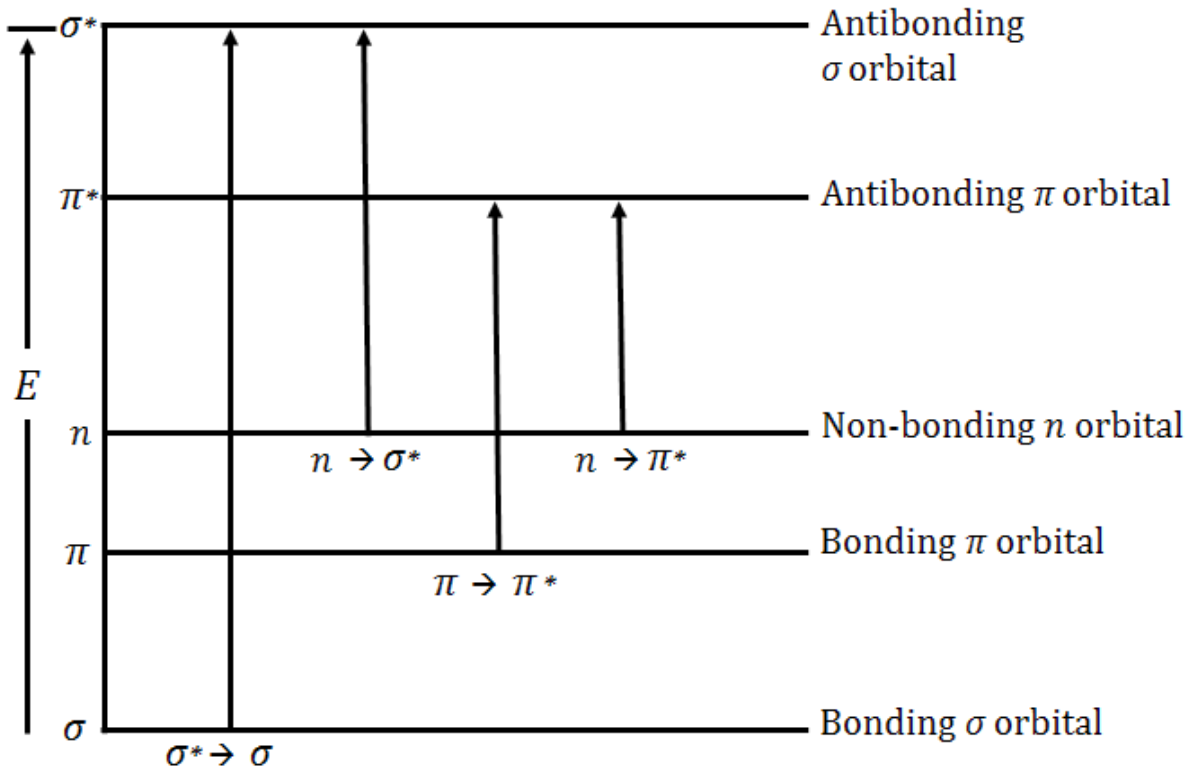 σ*
Antibonding
σ orbital
π*
Antibonding π orbital
E
n
Non-bonding n orbital
n → σ*
n → π*
π
Bonding π orbital
π → π*
σ
Bonding σ orbital
σ* → σ